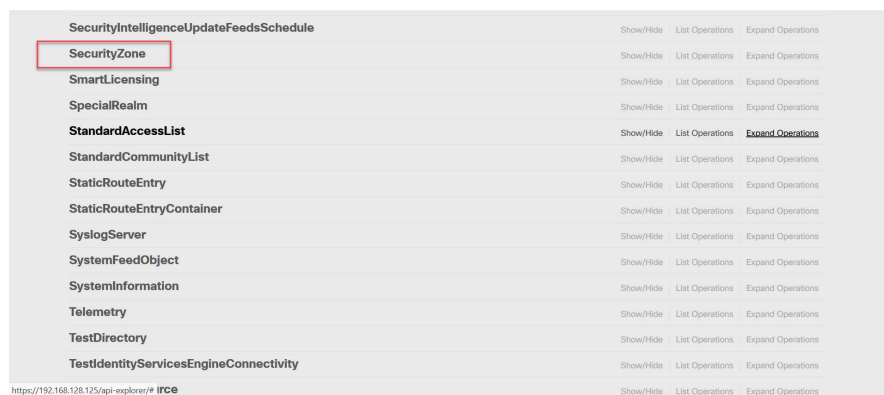 SecurityIntelligenceUpdateFeedsSchedule Show/Hide List Operations Expand Operations
SecurityZone Show/Hide List Operations Expand Operations
SmartLicensing Show/Hide List Operations Expand Operations
SpecialRealm Show/Hide List Operations Expand Operations
StandardAccessList Show/Hide List Operations Expand Operations
StandardCommunityList Show/Hide List Operations Expand Operations
StaticRouteEntry Show/Hide List Operations Expand Operations
StaticRouteEntryContainer Show/Hide List Operations Expand Operations
SyslogServer Show/Hide List Operations Expand Operations
SystemFeedObject Show/Hide List Operations Expand Operations
SystemInformation Show/Hide List Operations Expand Operations
Telemetry Show/Hide List Operations Expand Operations
TestDirectory Show/Hide List Operations Expand Operations
TestIdentityServicesEngineConnectivity Show/Hide List Operations Expand Operations
https://192.168.128.125/api-explorer/# Show/Hide List Operations Expand Operations